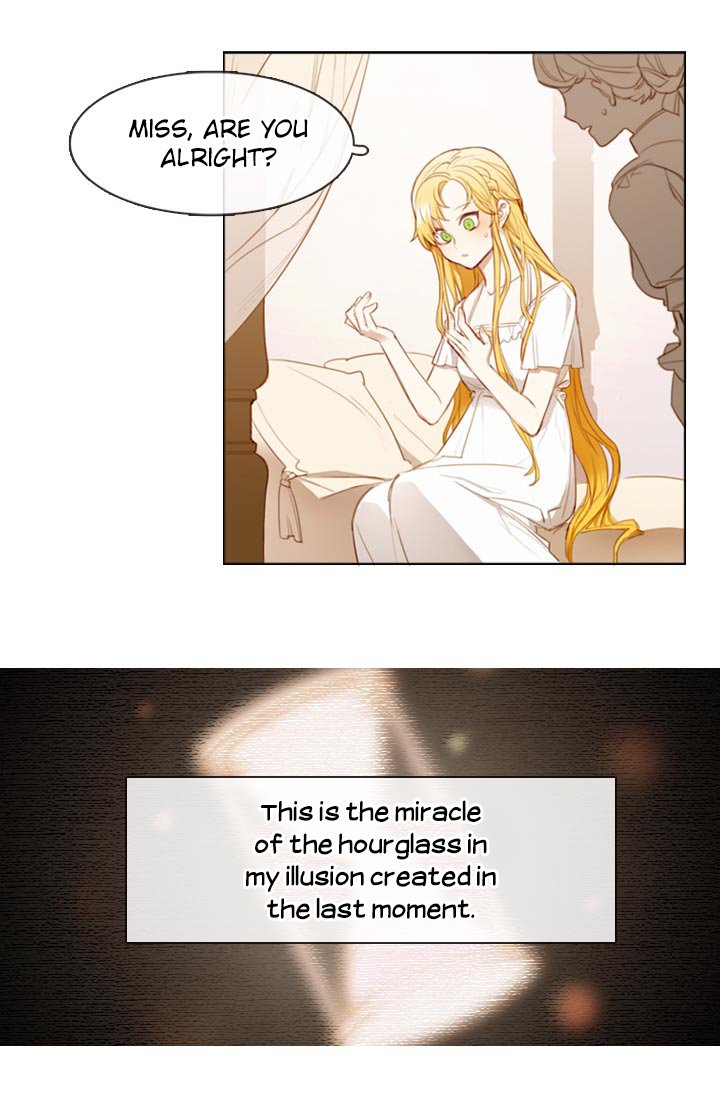 MISS, ARE YOU
ALRIGHT?
This is the miracle
of the hourglass in
my illusion created in
the last moment.